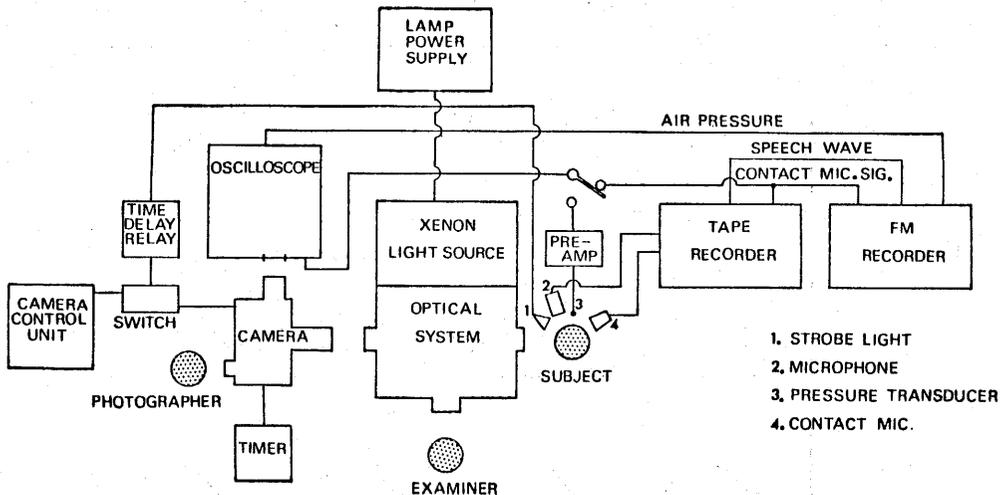 LAMP
POWER
SUPPLY
AIR PRESSURE
SPEECH WAVE
CONTACT MIC. SIG.
OSCILLOSCOPE
TIME
DELAY
RELAY
XENON
LIGHT SOURCE
PRE-
AMP
TAPE
RECORDER
FM
RECORDER
CAMERA
CONTROL
UNIT
SWITCH
CAMERA
OPTICAL
SYSTEM
1
2
3
4
SUBJECT
PHOTOGRAPHER
TIMER
EXAMINER
1. STROBE LIGHT
2. MICROPHONE
3. PRESSURE TRANSDUCER
4. CONTACT MIC.